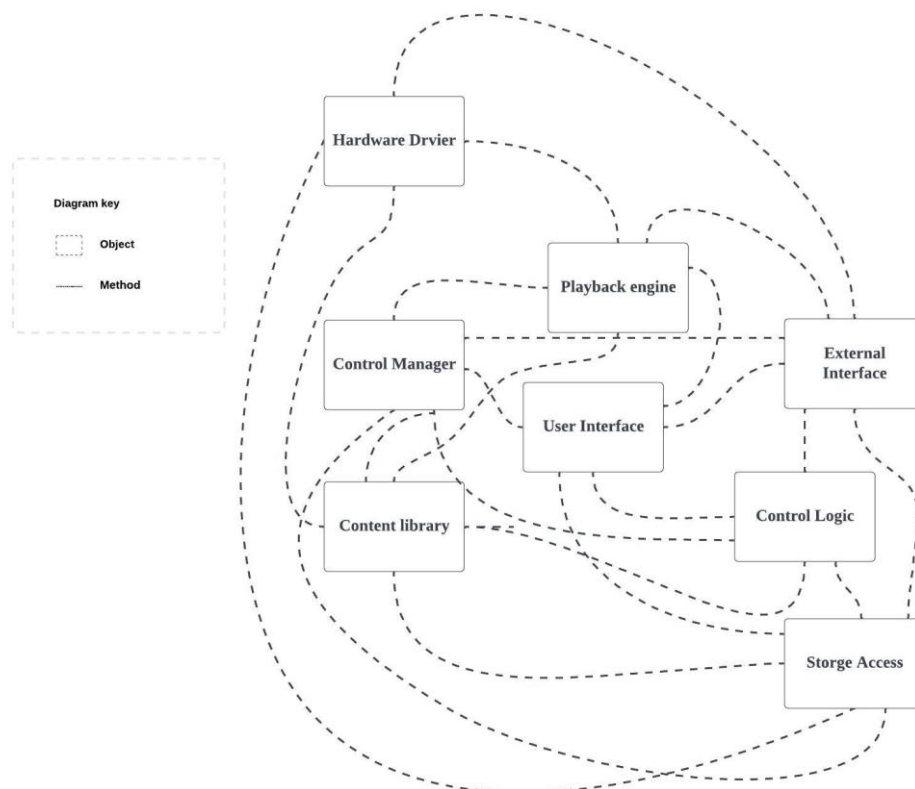 Hardware Drvier
Diagram key
Object
Method
Playback engine
Control Manager
External
Interface
User Interface
Content library
Control Logic
Storge Access